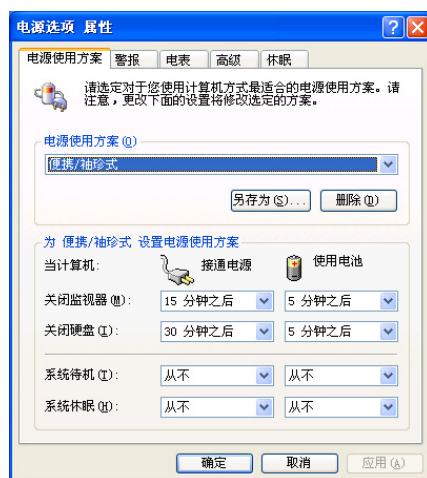 电源选项 属性
电源使用方案 警报 电表 高级 休眠
请选定对于您使用计算机方式最适合的电源使用方案。请
注意，更改下面的设置将修改选定的方案。
电源使用方案(O)
便携/袖珍式
另存为(S)... 删除(D)
为 便携/袖珍式 设置电源使用方案
当计算机: 接通电源 使用电池
关闭监视器(M): 15 分钟之后 5 分钟之后
关闭硬盘(I): 30 分钟之后 5 分钟之后
系统待机(T): 从不 从不
系统休眠(H): 从不 从不
确定 取消 应用(A)